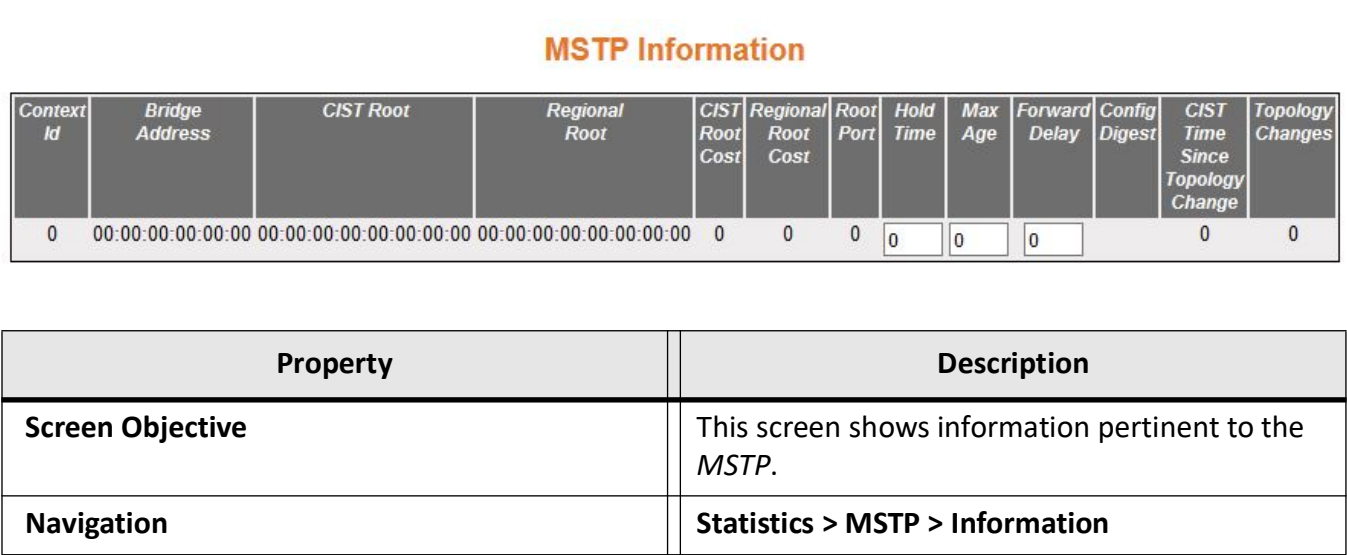 MSTP Information
Context Id Bridge Address CIST Root Regional Root CIST Root Cost Regional Root Cost Root Port Hold Time Max Age Forward Delay Config Digest CIST Time Since Topology Change Topology Changes
0 00:00:00:00:00:00 00:00:00:00:00:00:00:00 00:00:00:00:00:00:00:00 0 0 0 0 0 0 0 0
Property Description
Screen Objective This screen shows information pertinent to the
MSTP.
Navigation Statistics > MSTP > Information